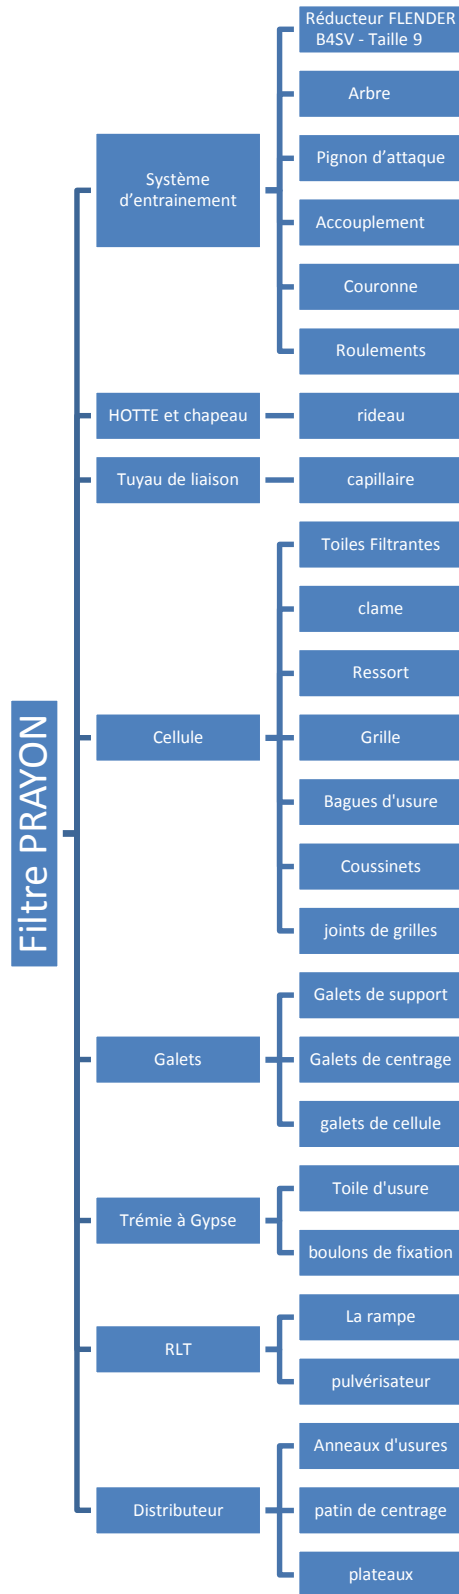 Filtre PRAYON
Système
d’entrainement
Réducteur FLENDER
B4SV - Taille 9
Arbre
Pignon d’attaque
Accouplement
Couronne
Roulements
HOTTE et chapeau
rideau
Tuyau de liaison
capillaire
Cellule
Toiles Filtrantes
clame
Ressort
Grille
Bagues d'usure
Coussinets
joints de grilles
Galets
Galets de support
Galets de centrage
galets de cellule
Trémie à Gypse
Toile d'usure
boulons de fixation
RLT
La rampe
pulvérisateur
Distributeur
Anneaux d'usures
patin de centrage
plateaux